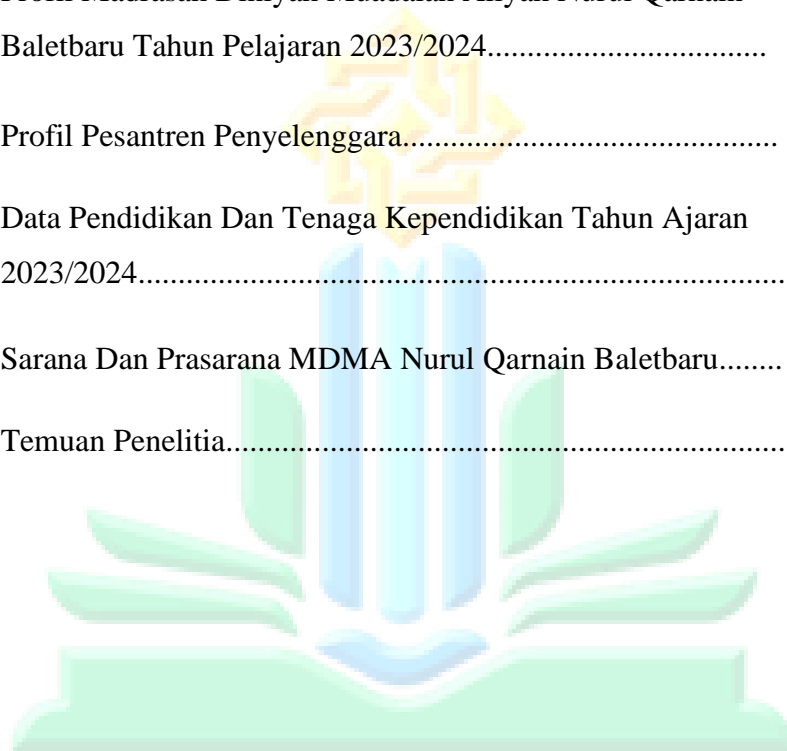 Baletbaru Tahun Pelajaran 2023/2024...................................
Profil Pesantren Penyelenggara...............................................
Data Pendidikan Dan Tenaga Kependidikan Tahun Ajaran
2023/2024.................................................................................
Sarana Dan Prasarana MDMA Nurul Qarnain Baletbaru........
Temuan Penelitia......................................................................